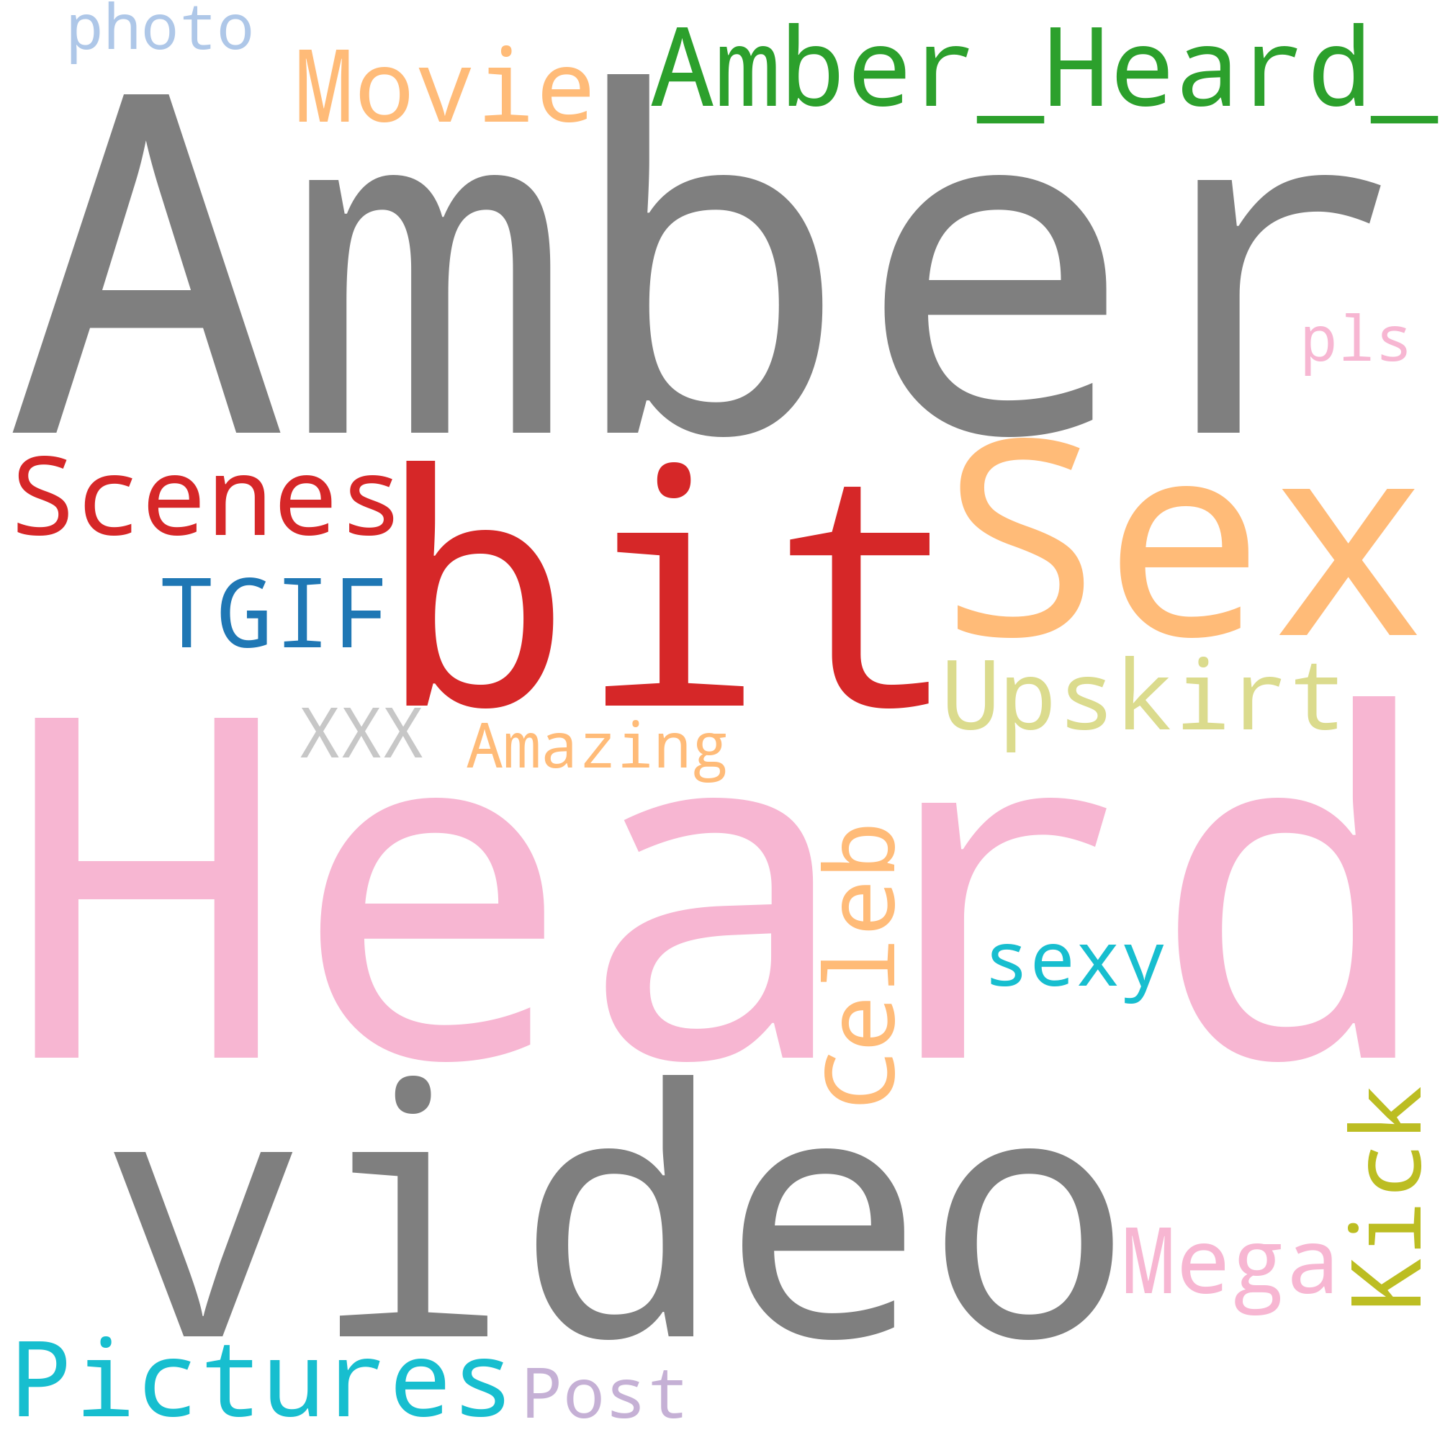 photo
Movie
Amber_Heard_
Amber
pls
Scenes
bit
Sex
TGIF
Upskirt
XXX
Amazing
Heard
Celeb
sexy
video
Kick
Mega
Pictures
Post